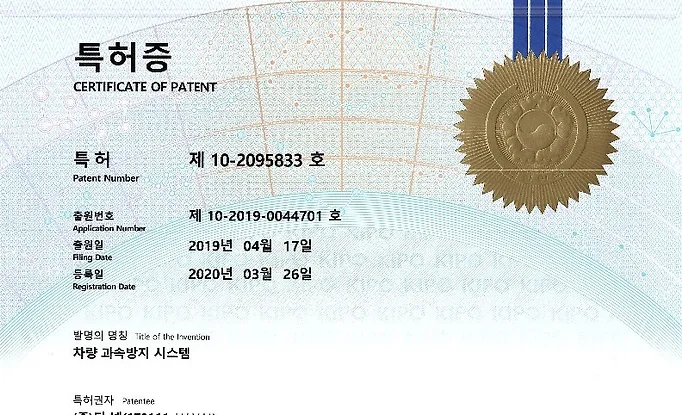 특허증
CERTIFICATE OF PATENT
특 허 제 10-2095833 호
Patent Number
출원번호 제 10-2019-0044701 호
Application Number
출원일 2019년 04월 17일
Filing Date
등록일 2020년 03월 26일
Registration Date
KIPO KIPO KIPO
발명의 명칭 Title of the Invention
차량 과속방지 시스템
특허권자 Patentee